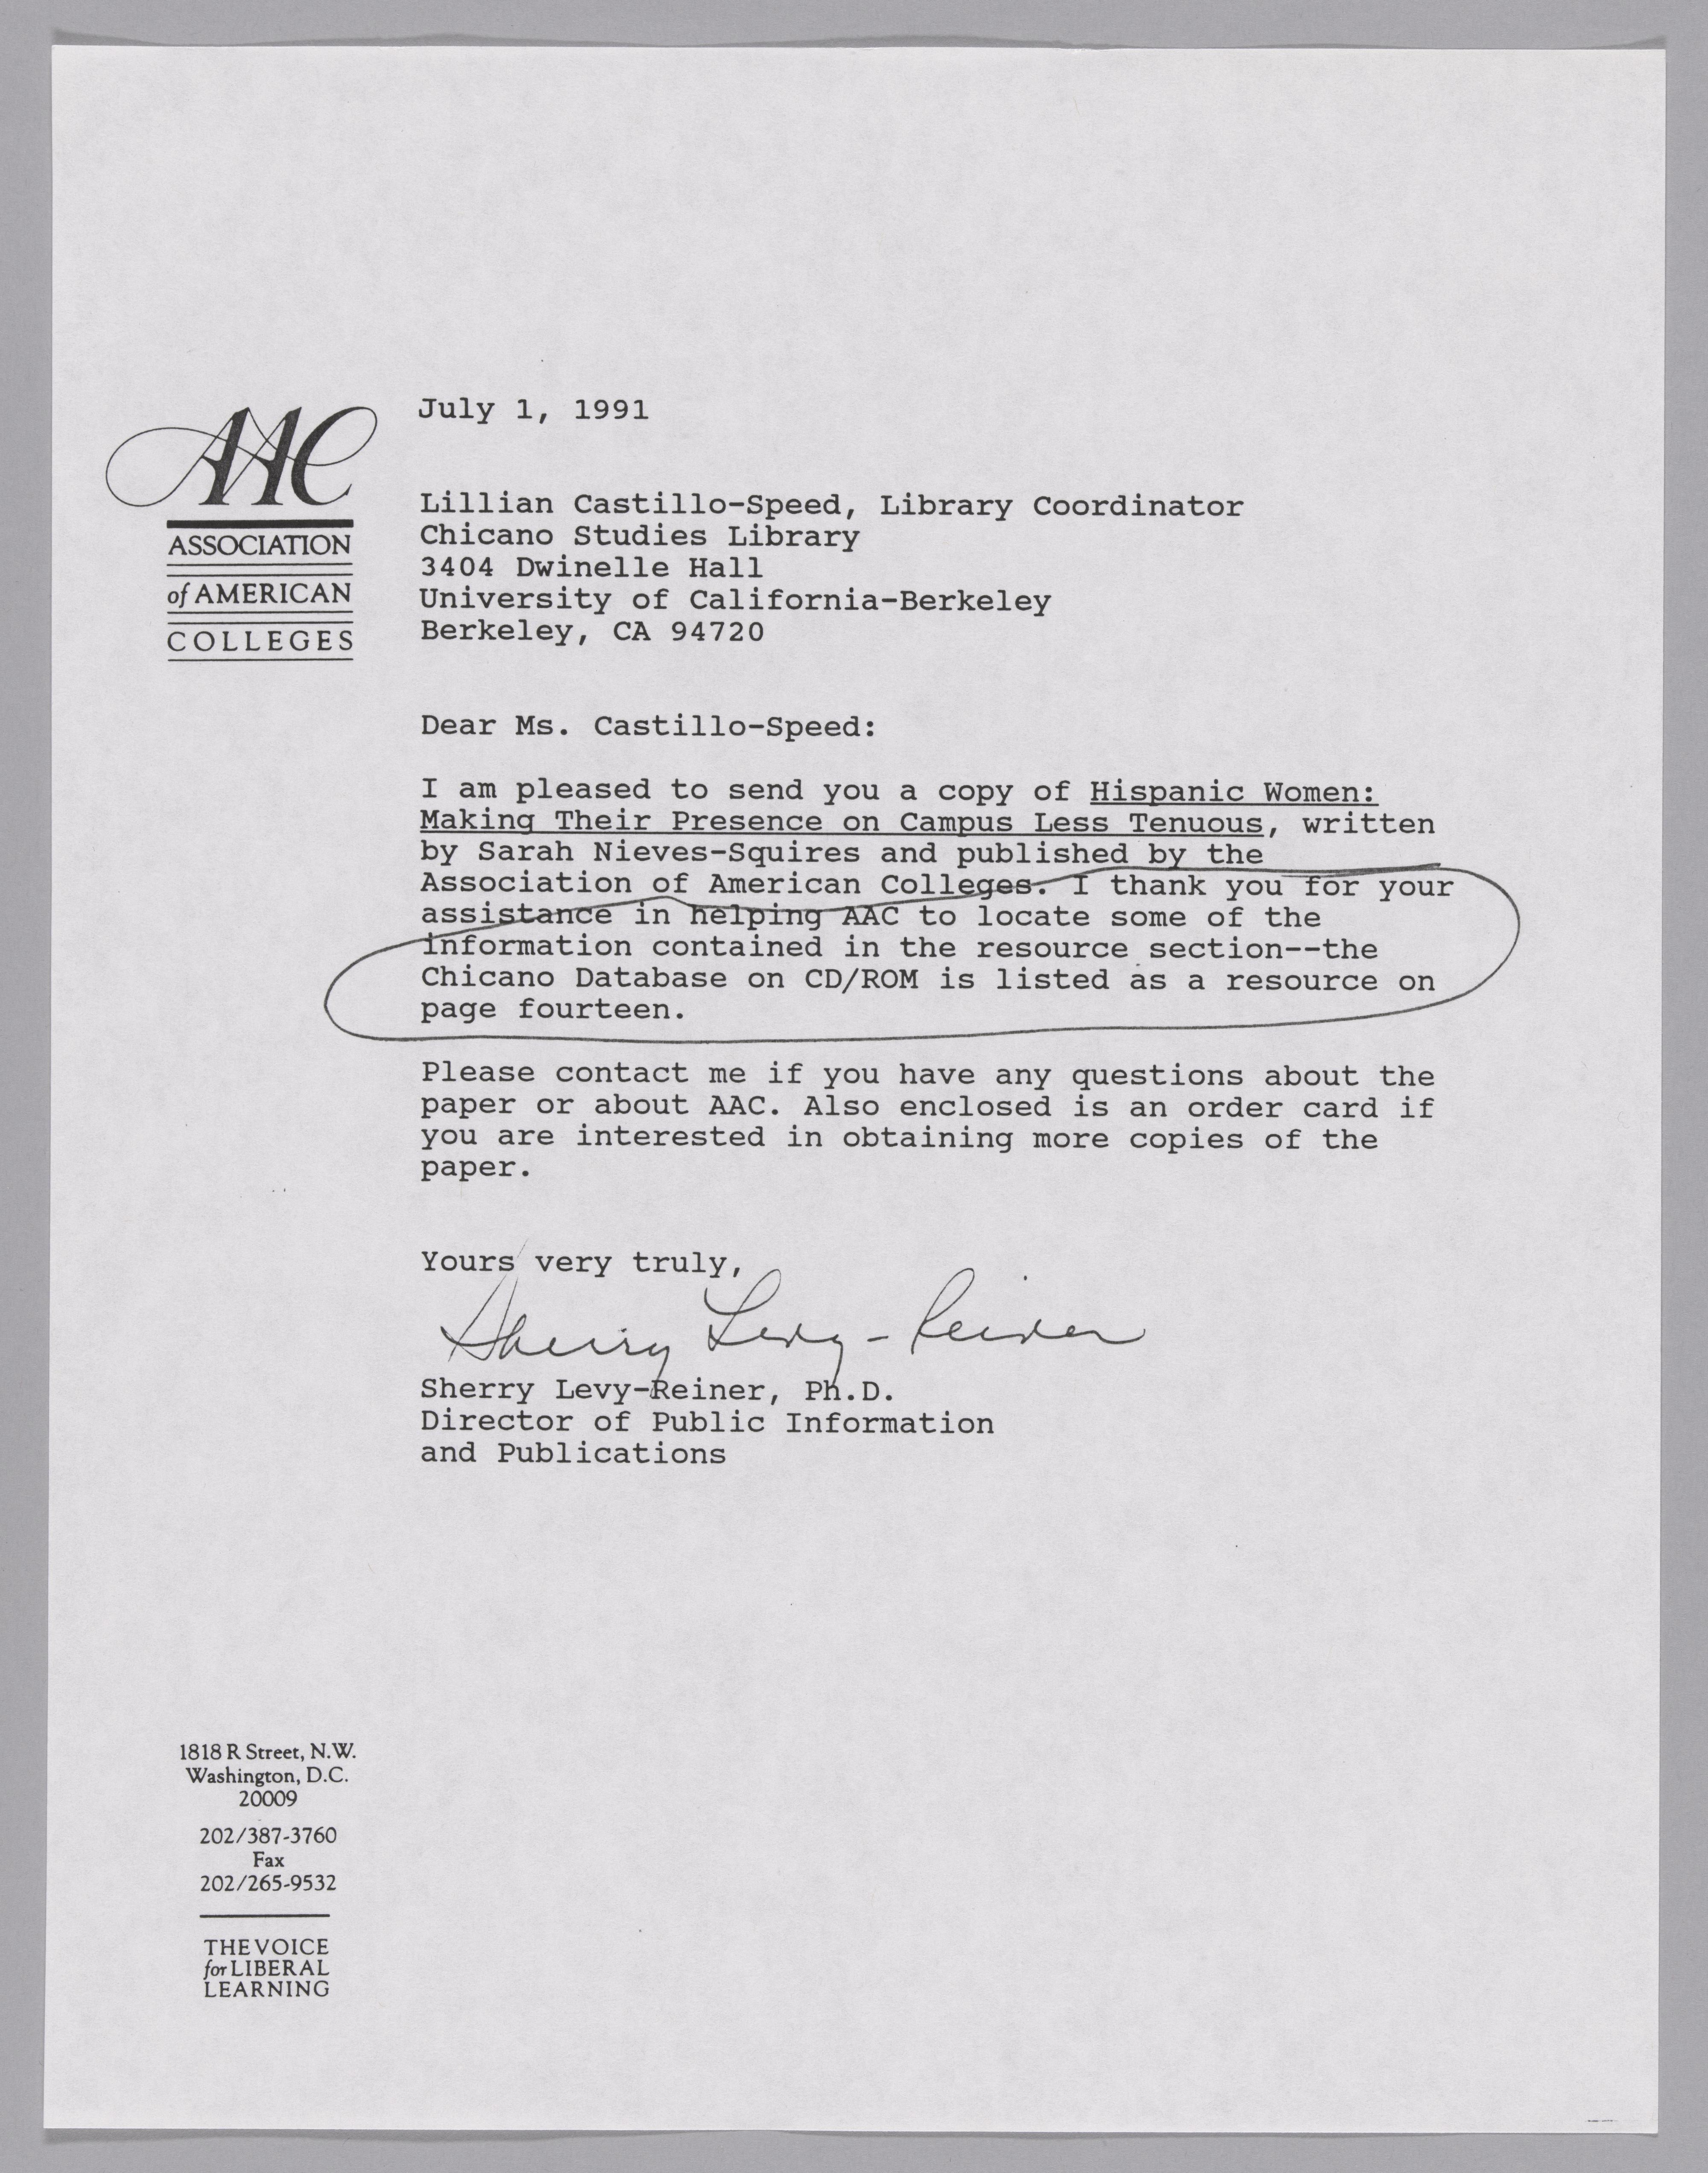 AAC
ASSOCIATION
of AMERICAN
COLLEGES
July 1, 1991
Lillian Castillo-Speed, Library Coordinator
Chicano Studies Library
3404 Dwinelle Hall
University of California-Berkeley
Berkeley, CA 94720
Dear Ms. Castillo-Speed:
I am pleased to send you a copy of Hispanic Women:
Making Their Presence on Campus Less Tenuous, written
by Sarah Nieves-Squires and published by the
Association of American Colleges. I thank you for your
assistance in helping AAC to locate some of the
information contained in the resource section--the
Chicano Database on CD/ROM is listed as a resource on
page fourteen.
Please contact me if you have any questions about the
paper or about AAC. Also enclosed is an order card if
you are interested in obtaining more copies of the
paper.
Yours very truly,
Sherry Levy-Reiner
Sherry Levy-Reiner, Ph.D.
Director of Public Information
and Publications
1818 R Street, N.W.
Washington, D.C.
20009
202/387-3760
Fax
202/265-9532
THE VOICE
for LIBERAL
LEARNING